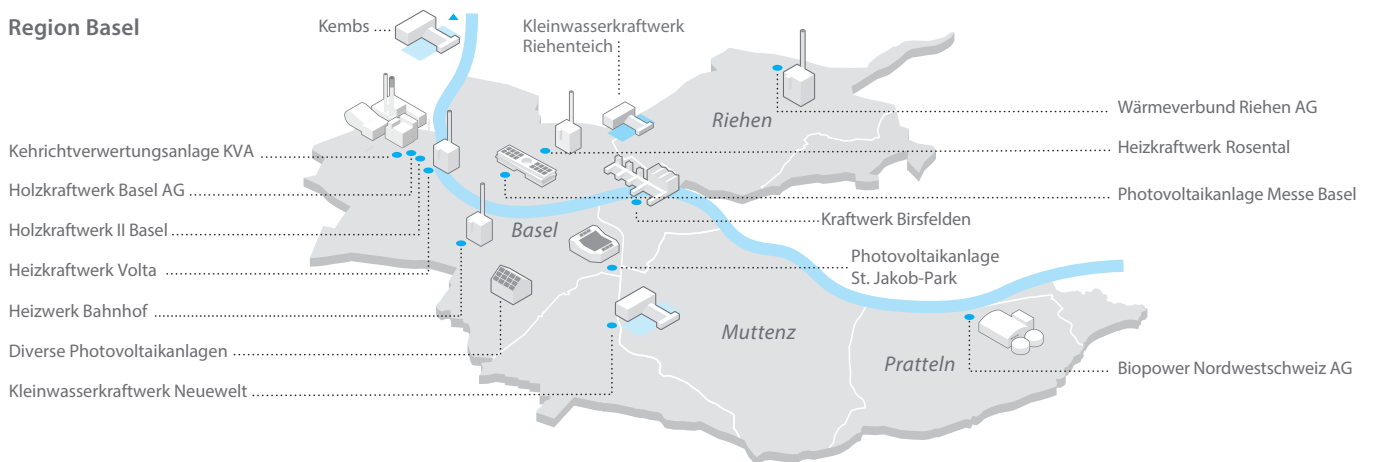 Region Basel
Kembs
Kleinwasserkraftwerk
Riehenteich
Riehen
Wärmeverbund Riehen AG
Heizkraftwerk Rosental
Kehrichtverwertungsanlage KVA
Holzkraftwerk Basel AG
Photovoltaikanlage Messe Basel
Kraftwerk Birsfelden
Holzkraftwerk II Basel
Basel
Photovoltaikanlage
St. Jakob-Park
Heizkraftwerk Volta
Heizwerk Bahnhof
Muttenz
Diverse Photovoltaikanlagen
Pratteln
Biopower Nordwestschweiz AG
Kleinwasserkraftwerk Neuewelt